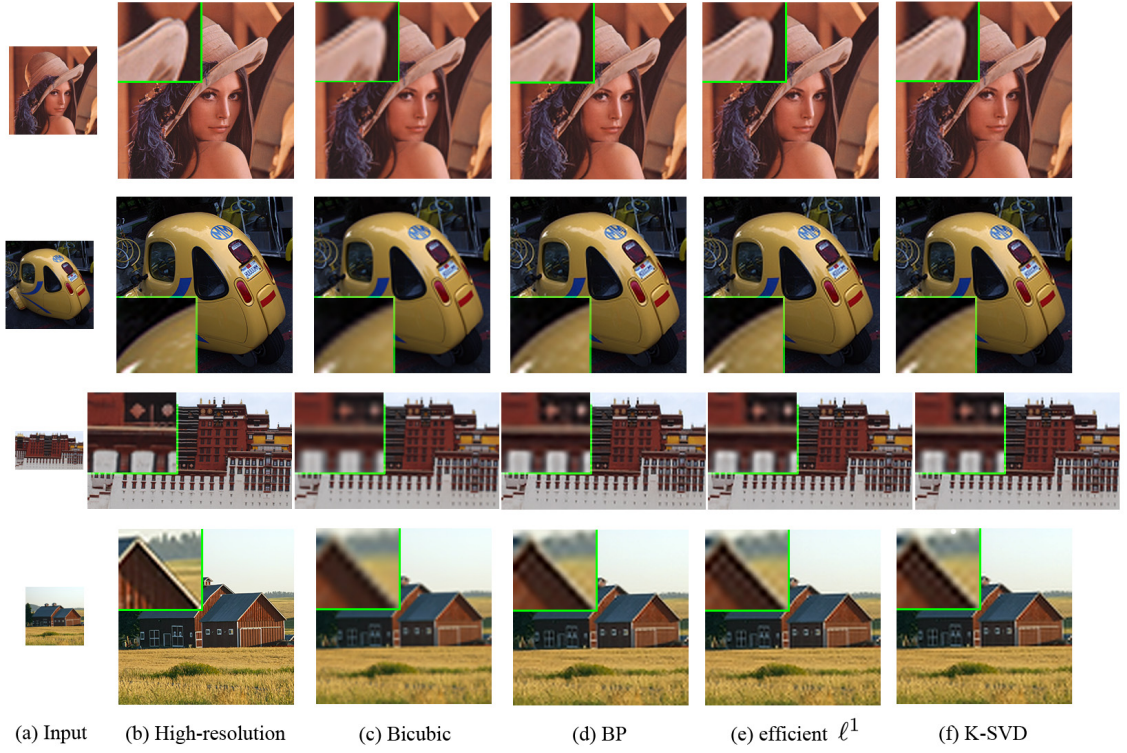 (a) Input (b) High-resolution (c) Bicubic (d) BP (e) efficient ℓ¹ (f) K-SVD